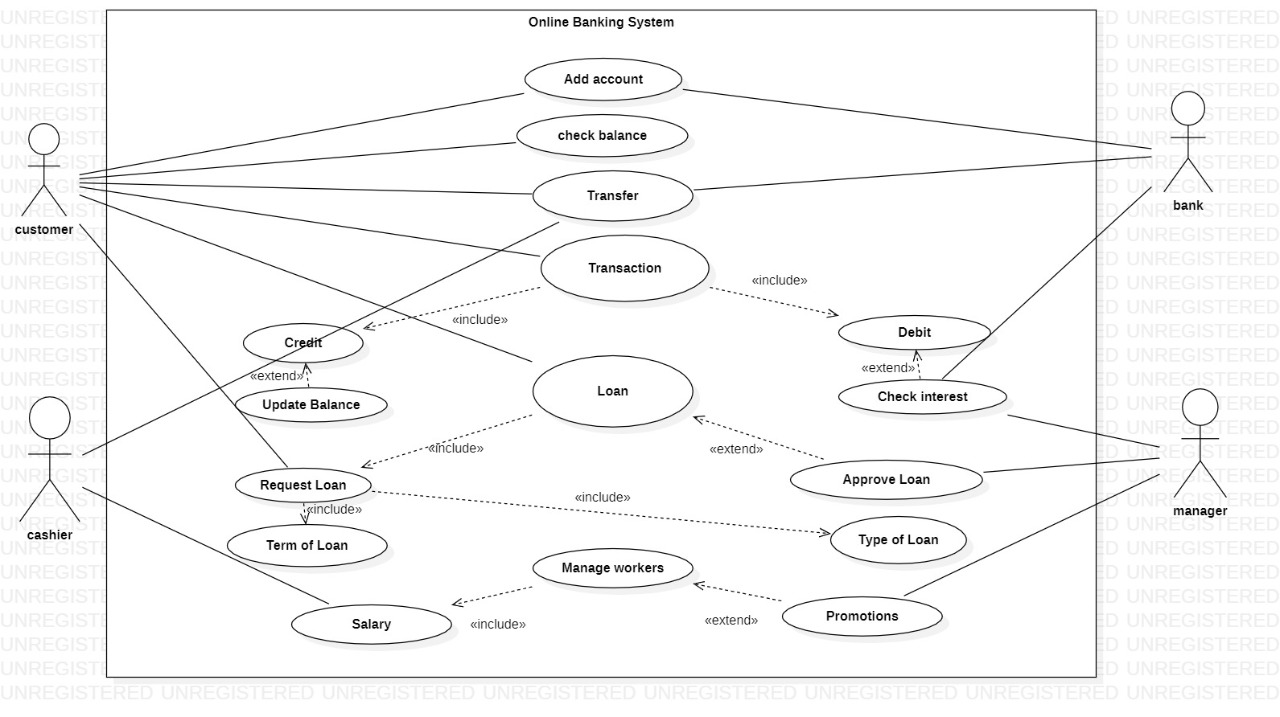 Online Banking System
Add account
check balance
Transfer
bank
customer
Transaction
«include»
«include»
Debit
Credit
«extend»
«extend»
Loan
Check interest
Update Balance
«include»
«extend»
Approve Loan
Request Loan
«include»
«include»
manager
cashier
Type of Loan
Term of Loan
Manage workers
Promotions
«extend»
Salary
«include»
UNREGISTERED UNREGISTERED UNREGISTERED UNREGISTERED UNREGISTERED UNREGISTERED UNREGISTERED UNREGISTERED